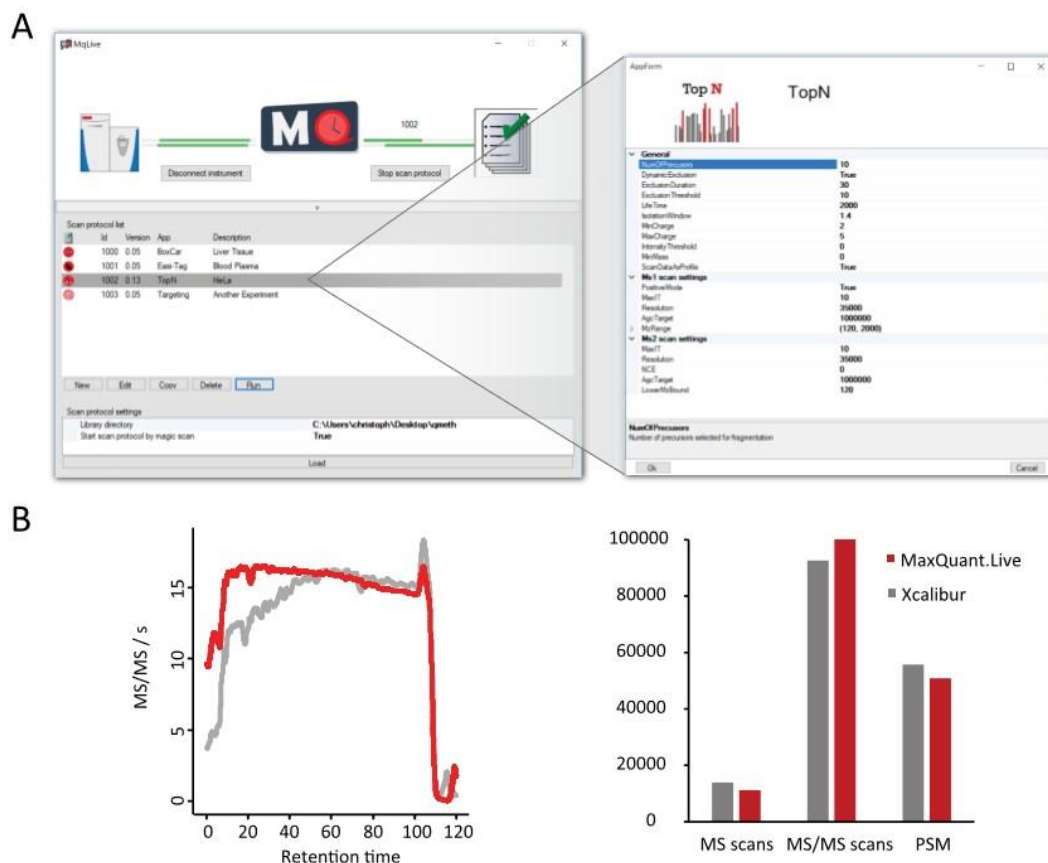 A
MqLive
MQ
1002
Disconnect instrument
Stop scan protocol
Scan protocol list
Id Version App Description
1000 0.05 BoxCar Liver Tissue
1001 0.05 Easi-Tag Blood Plasma
1002 0.13 TopN HeLa
1003 0.05 Targeting Another Experiment
New Edit Copy Delete Run
Scan protocol settings
Library directory C:\Users\christoph\Desktop\qmeth
Start scan protocol by magic scan True
Load
AppForm
Top N
TopN
General
NumOfPrecusors 10
DynamicExclusion True
ExclusionDuration 30
ExclusionThreshold 10
LifeTime 2000
IsolationWindow 1.4
MinCharge 2
MaxCharge 5
IntensityThreshold 0
MinMass 0
ScanDataAsProfile True
Ms1 scan settings
PositiveMode True
MaxIT 10
Resolution 35000
AgcTarget 1000000
MzRange (120, 2000)
Ms2 scan settings
MaxIT 10
Resolution 35000
NCE 0
AgcTarget 1000000
LowerMsBound 120
NumOfPrecusors
Number of precursors selected for fragmentation
Ok Cancel
B
MS/MS / s
15
10
5
0
0 20 40 60 80 100 120
Retention time
100000
80000
60000
40000
20000
0
MS scans MS/MS scans PSM
MaxQuant.Live
Xcalibur